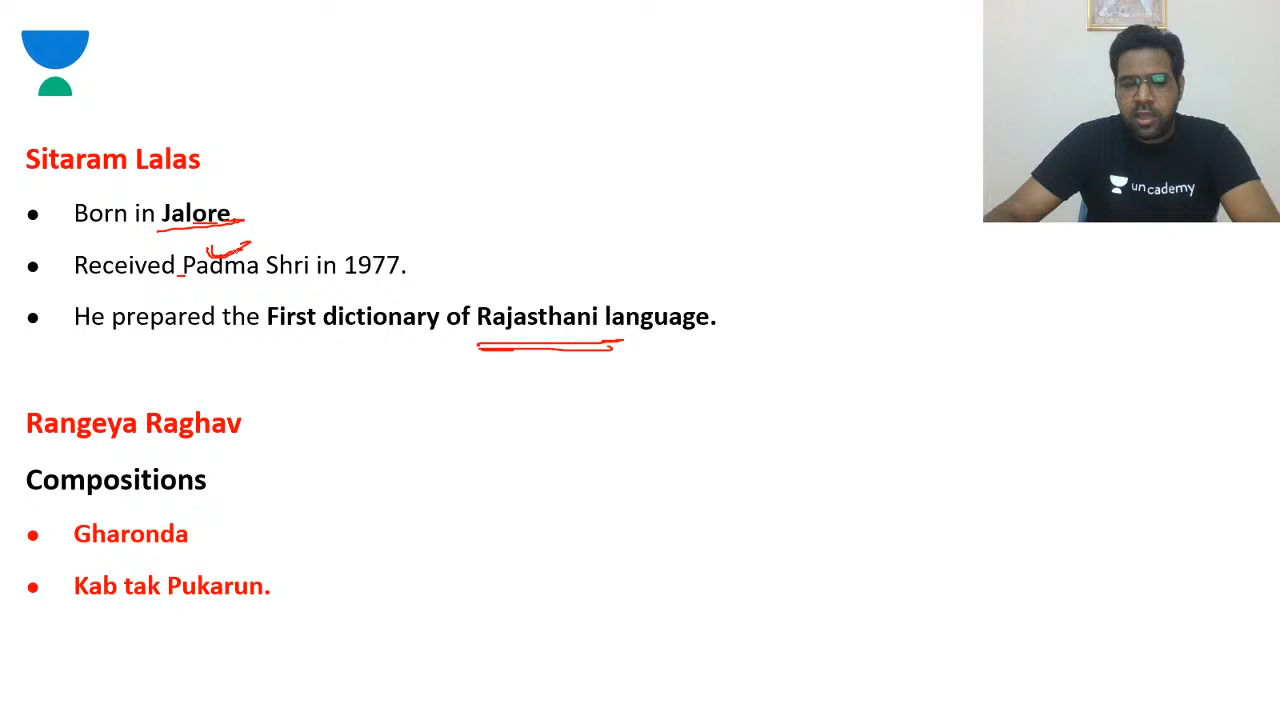 Sitaram Lalas
● Born in Jalore.
● Received Padma Shri in 1977.
● He prepared the First dictionary of Rajasthani language.
Rangeya Raghav
Compositions
● Gharonda
● Kab tak Pukarun.
unacademy